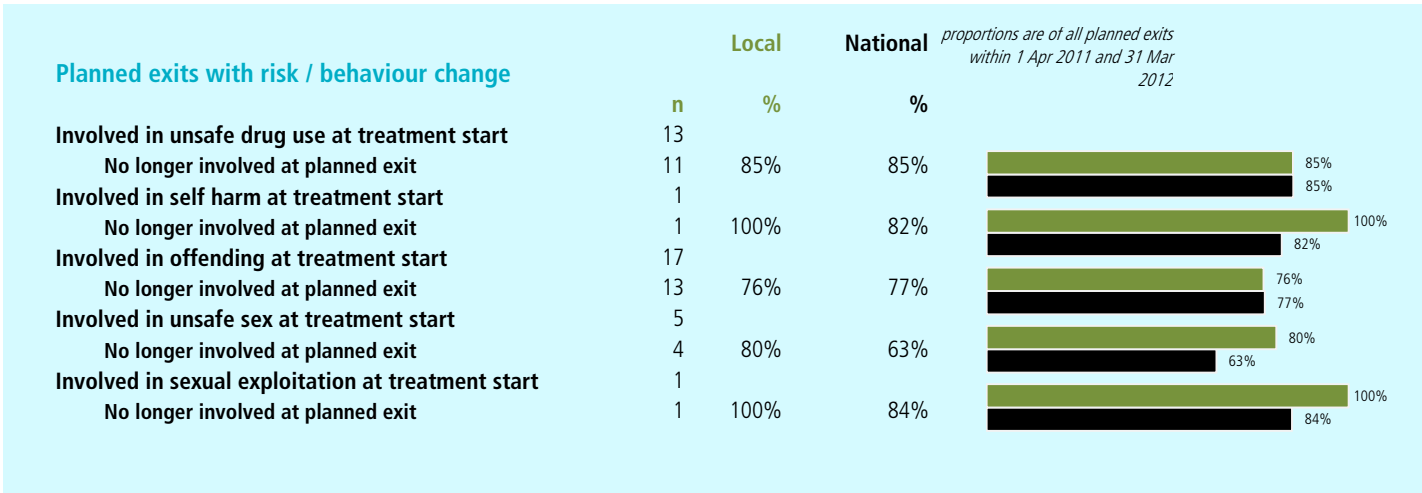 Local National
proportions are of all planned exits
within 1 Apr 2011 and 31 Mar
2012
Planned exits with risk / behaviour change
n % %
Involved in unsafe drug use at treatment start 13
No longer involved at planned exit 11 85% 85%
85%
85%
Involved in self harm at treatment start 1
No longer involved at planned exit 1 100% 82%
100%
82%
Involved in offending at treatment start 17
No longer involved at planned exit 13 76% 77%
76%
77%
Involved in unsafe sex at treatment start 5
No longer involved at planned exit 4 80% 63%
80%
63%
Involved in sexual exploitation at treatment start 1
No longer involved at planned exit 1 100% 84%
100%
84%